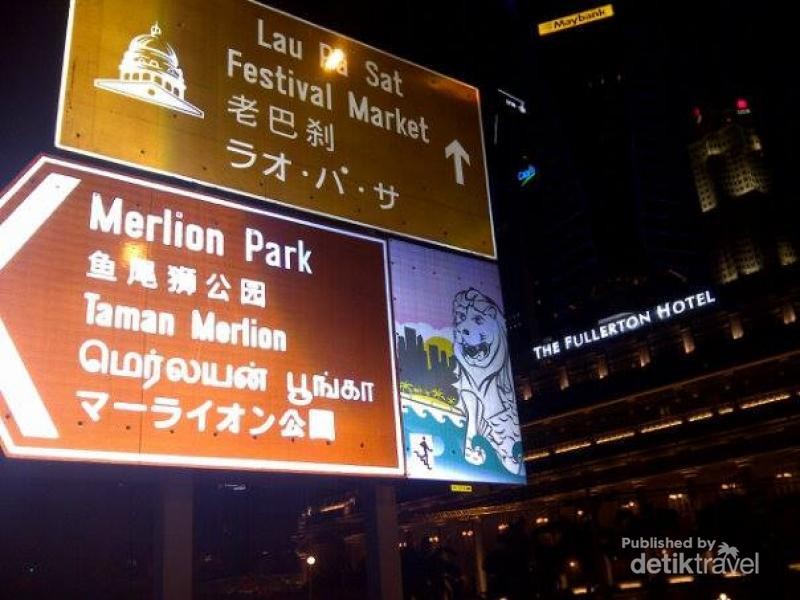 Maybank
Lau Pa Sat
Festival Market
老巴刹
ラオ・パ・サ
Merlion Park
鱼尾狮公园
Taman Merlion
மெர்லயன் பூங்கா
マーライオン公園
THE FULLERTON HOTEL
Published by
detiktravel